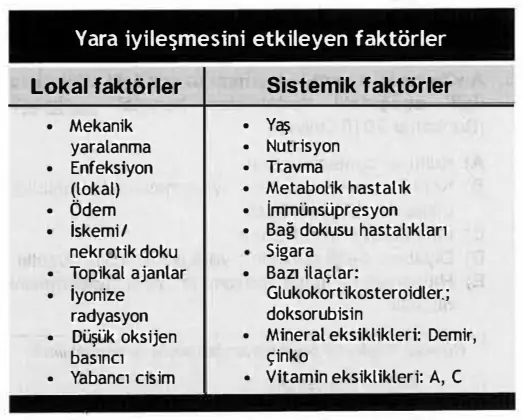 Yara iyileşmesini etkileyen faktörler
Lokal faktörler
• Mekanik
yaralanma
• Enfeksiyon
(lokal)
• Ödem
• İskemi/
nekrotik doku
• Topikal ajanlar
• İyonize
radyasyon
• Düşük oksijen
basıncı
• Yabancı cisim
Sistemik faktörler
• Yaş
• Nutrisyon
• Travma
• Metabolik hastalık
• İmmünsüpresyon
• Bağ dokusu hastalıkları
• Sigara
• Bazı ilaçlar:
Glukokortikosteroidler,;
doksorubisin
• Mineral eksiklikleri: Demir,
çinko
• Vitamin eksiklikleri: A, C